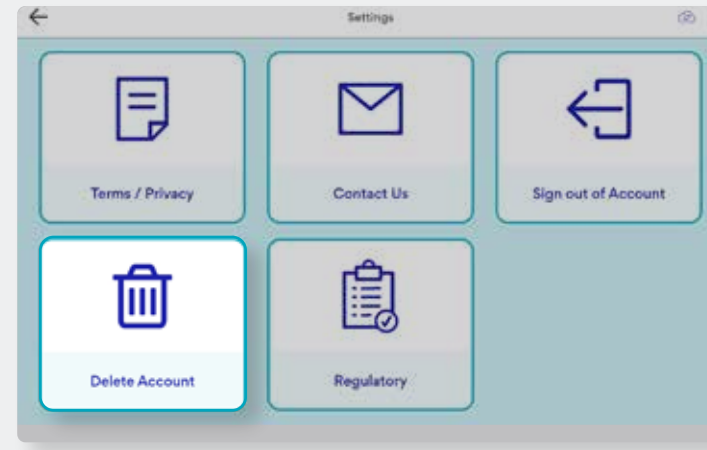 Settings
Terms / Privacy
Contact Us
Sign out of Account
Delete Account
Regulatory